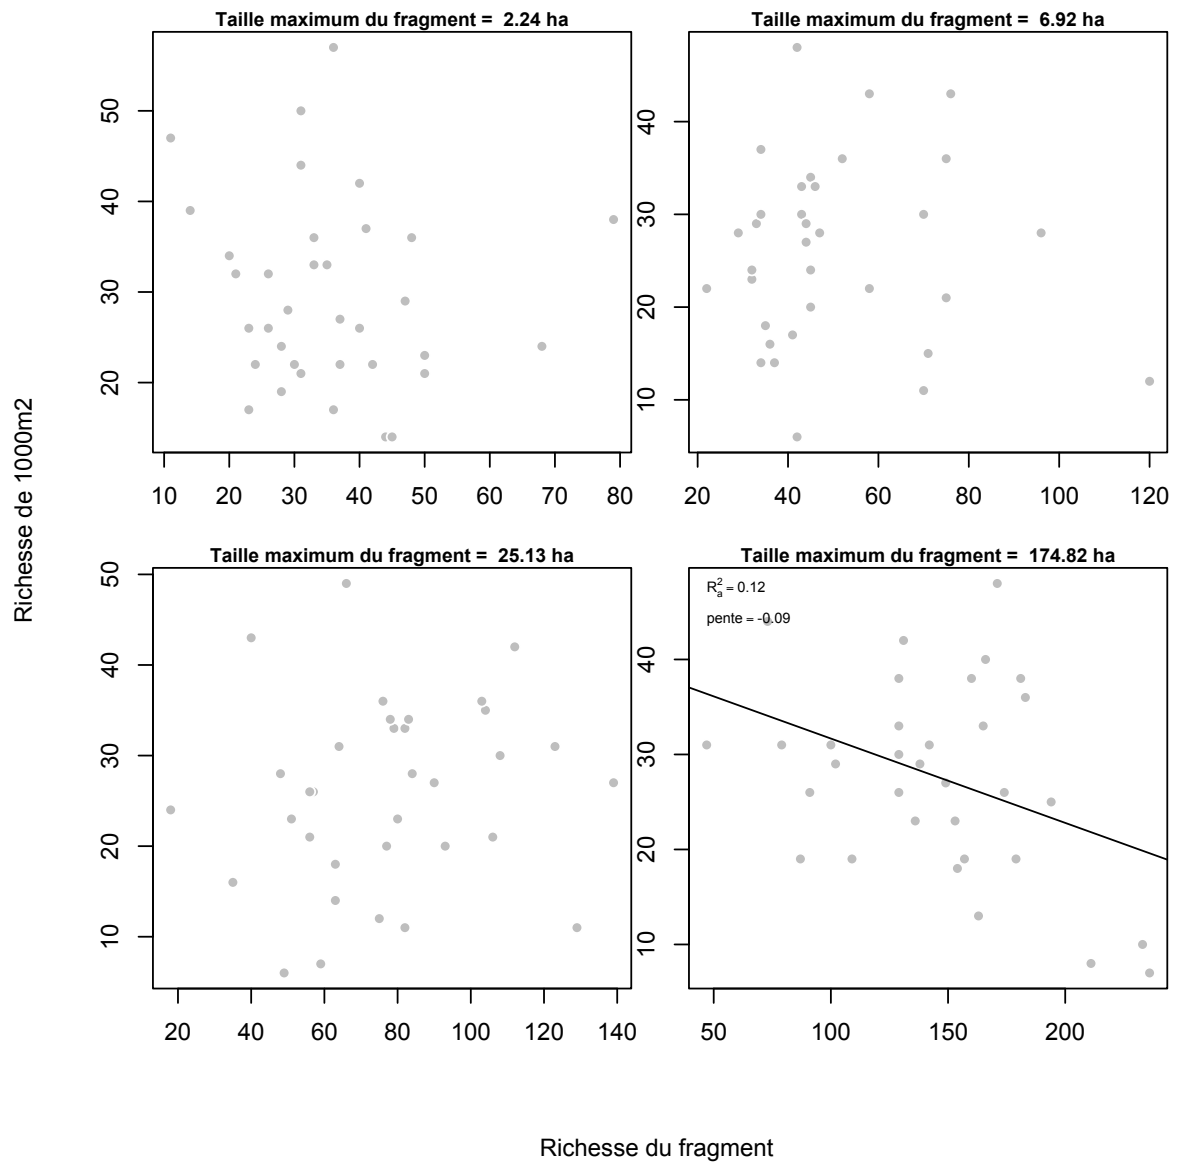 Taille maximum du fragment =  2.24 ha
50
40
30
20
10 20 30 40 50 60 70 80
Taille maximum du fragment =  6.92 ha
40
30
20
10
20 40 60 80 100 120
Richesse de 1000m2
Taille maximum du fragment =  25.13 ha
50
40
30
20
10
20 40 60 80 100 120 140
Taille maximum du fragment =  174.82 ha
R²ₐ = 0.12
pente = -0.09
40
30
20
10
50 100 150 200
Richesse du fragment